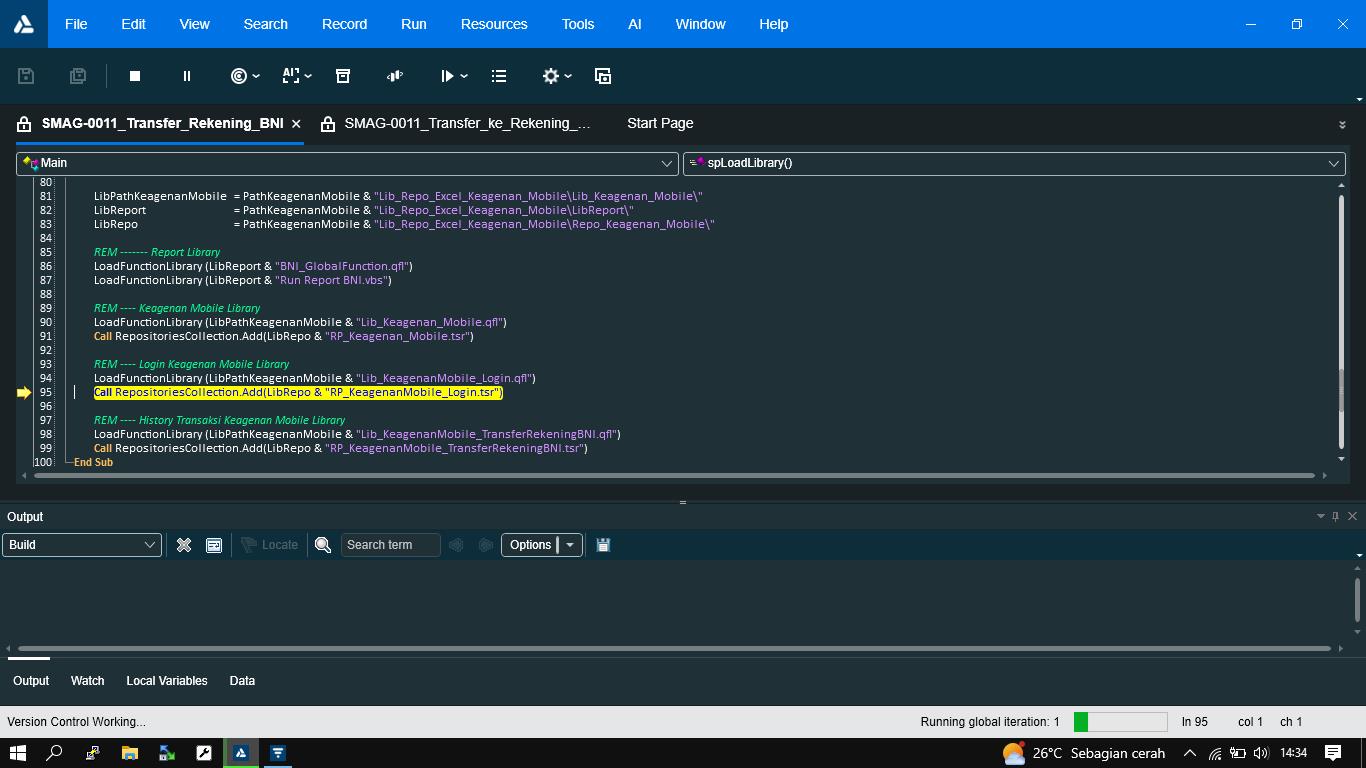 File Edit View Search Record Run Resources Tools AI Window Help
SMAG-0011_Transfer_Rekening_BNI × SMAG-0011_Transfer_ke_Rekening_... Start Page
Main spLoadLibrary()
80
81 LibPathKeagenanMobile = PathKeagenanMobile & "Lib_Repo_Excel_Keagenan_Mobile\Lib_Keagenan_Mobile\"
82 LibReport = PathKeagenanMobile & "Lib_Repo_Excel_Keagenan_Mobile\LibReport\"
83 LibRepo = PathKeagenanMobile & "Lib_Repo_Excel_Keagenan_Mobile\Repo_Keagenan_Mobile\"
84
85 REM ------- Report Library
86 LoadFunctionLibrary (LibReport & "BNI_GlobalFunction.qfl")
87 LoadFunctionLibrary (LibReport & "Run Report BNI.vbs")
88
89 REM ---- Keagenan Mobile Library
90 LoadFunctionLibrary (LibPathKeagenanMobile & "Lib_Keagenan_Mobile.qfl")
91 Call RepositoriesCollection.Add(LibRepo & "RP_Keagenan_Mobile.tsr")
92
93 REM ---- Login Keagenan Mobile Library
94 LoadFunctionLibrary (LibPathKeagenanMobile & "Lib_KeagenanMobile_Login.qfl")
95 Call RepositoriesCollection.Add(LibRepo & "RP_KeagenanMobile_Login.tsr")
96
97 REM ---- History Transaksi Keagenan Mobile Library
98 LoadFunctionLibrary (LibPathKeagenanMobile & "Lib_KeagenanMobile_TransferRekeningBNI.qfl")
99 Call RepositoriesCollection.Add(LibRepo & "RP_KeagenanMobile_TransferRekeningBNI.tsr")
100 End Sub
Output
Build Locate Search term Options
Output Watch Local Variables Data
Version Control Working... Running global iteration: 1 ln 95 col 1 ch 1
26°C Sebagian cerah 14:34